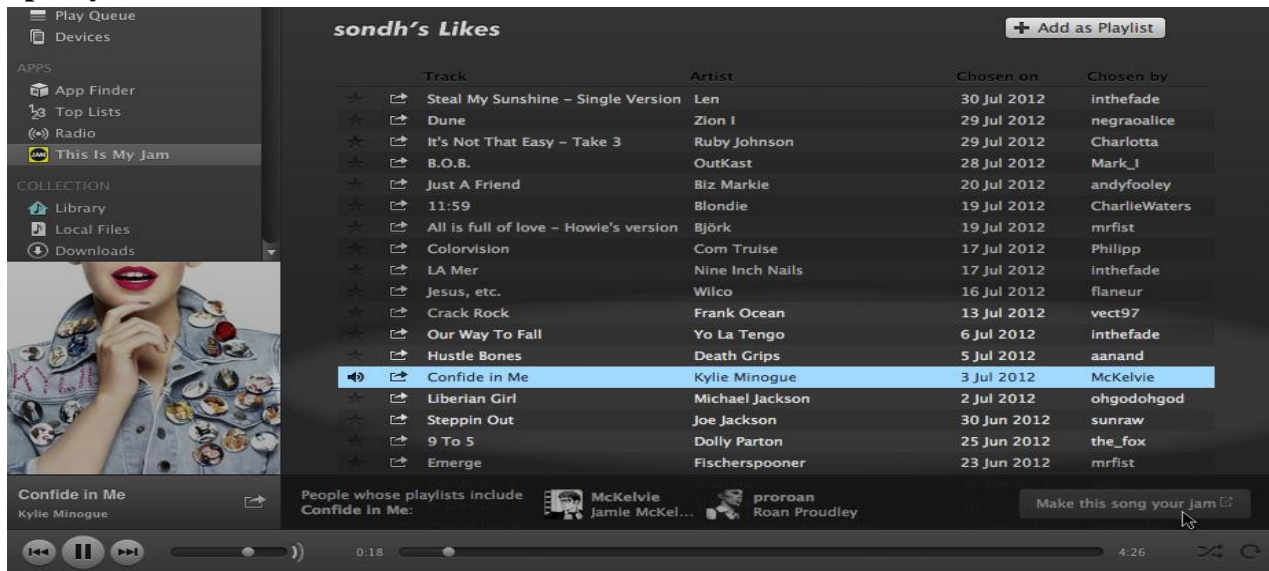 Play Queue
Devices
APPS
App Finder
Top Lists
Radio
This Is My Jam
COLLECTION
Library
Local Files
Downloads
sondh's Likes
+ Add as Playlist
Track Artist Chosen on Chosen by
Steal My Sunshine – Single Version Len 30 Jul 2012 inthefade
Dune Zion I 29 Jul 2012 negraoalice
It's Not That Easy – Take 3 Ruby Johnson 29 Jul 2012 Charlotta
B.O.B. OutKast 28 Jul 2012 Mark_I
Just A Friend Biz Markie 20 Jul 2012 andyfooley
11:59 Blondie 19 Jul 2012 CharlieWaters
All is full of love – Howie's version Björk 19 Jul 2012 mrfist
Colorvision Com Truise 17 Jul 2012 Philipp
LA Mer Nine Inch Nails 17 Jul 2012 inthefade
Jesus, etc. Wilco 16 Jul 2012 flaneur
Crack Rock Frank Ocean 13 Jul 2012 vect97
Our Way To Fall Yo La Tengo 6 Jul 2012 inthefade
Hustle Bones Death Grips 5 Jul 2012 aanand
Confide in Me Kylie Minogue 3 Jul 2012 McKelvie
Liberian Girl Michael Jackson 2 Jul 2012 ohgodohgod
Steppin Out Joe Jackson 30 Jun 2012 sunraw
9 To 5 Dolly Parton 25 Jun 2012 the_fox
Emerge Fischerspooner 23 Jun 2012 mrfist
KYLIE
Confide in Me
Kylie Minogue
People whose playlists include
Confide in Me:
McKelvie
Jamie McKel...
proroan
Roan Proudley
Make this song your jam
0:18
4:26